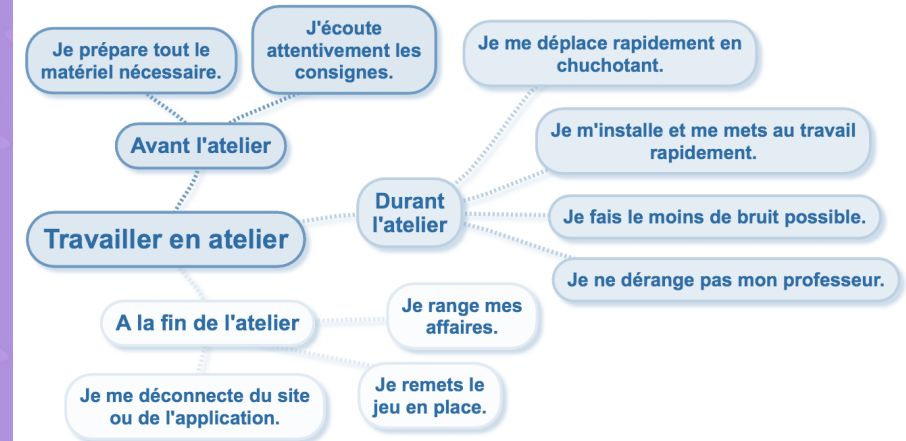 Je prépare tout le
matériel nécessaire.
J'écoute
attentivement les
consignes.
Avant l'atelier
Travailler en atelier
Durant
l'atelier
Je me déplace rapidement en
chuchotant.
Je m'installe et me mets au travail
rapidement.
Je fais le moins de bruit possible.
Je ne dérange pas mon professeur.
A la fin de l'atelier
Je range mes
affaires.
Je remets le
jeu en place.
Je me déconnecte du site
ou de l'application.